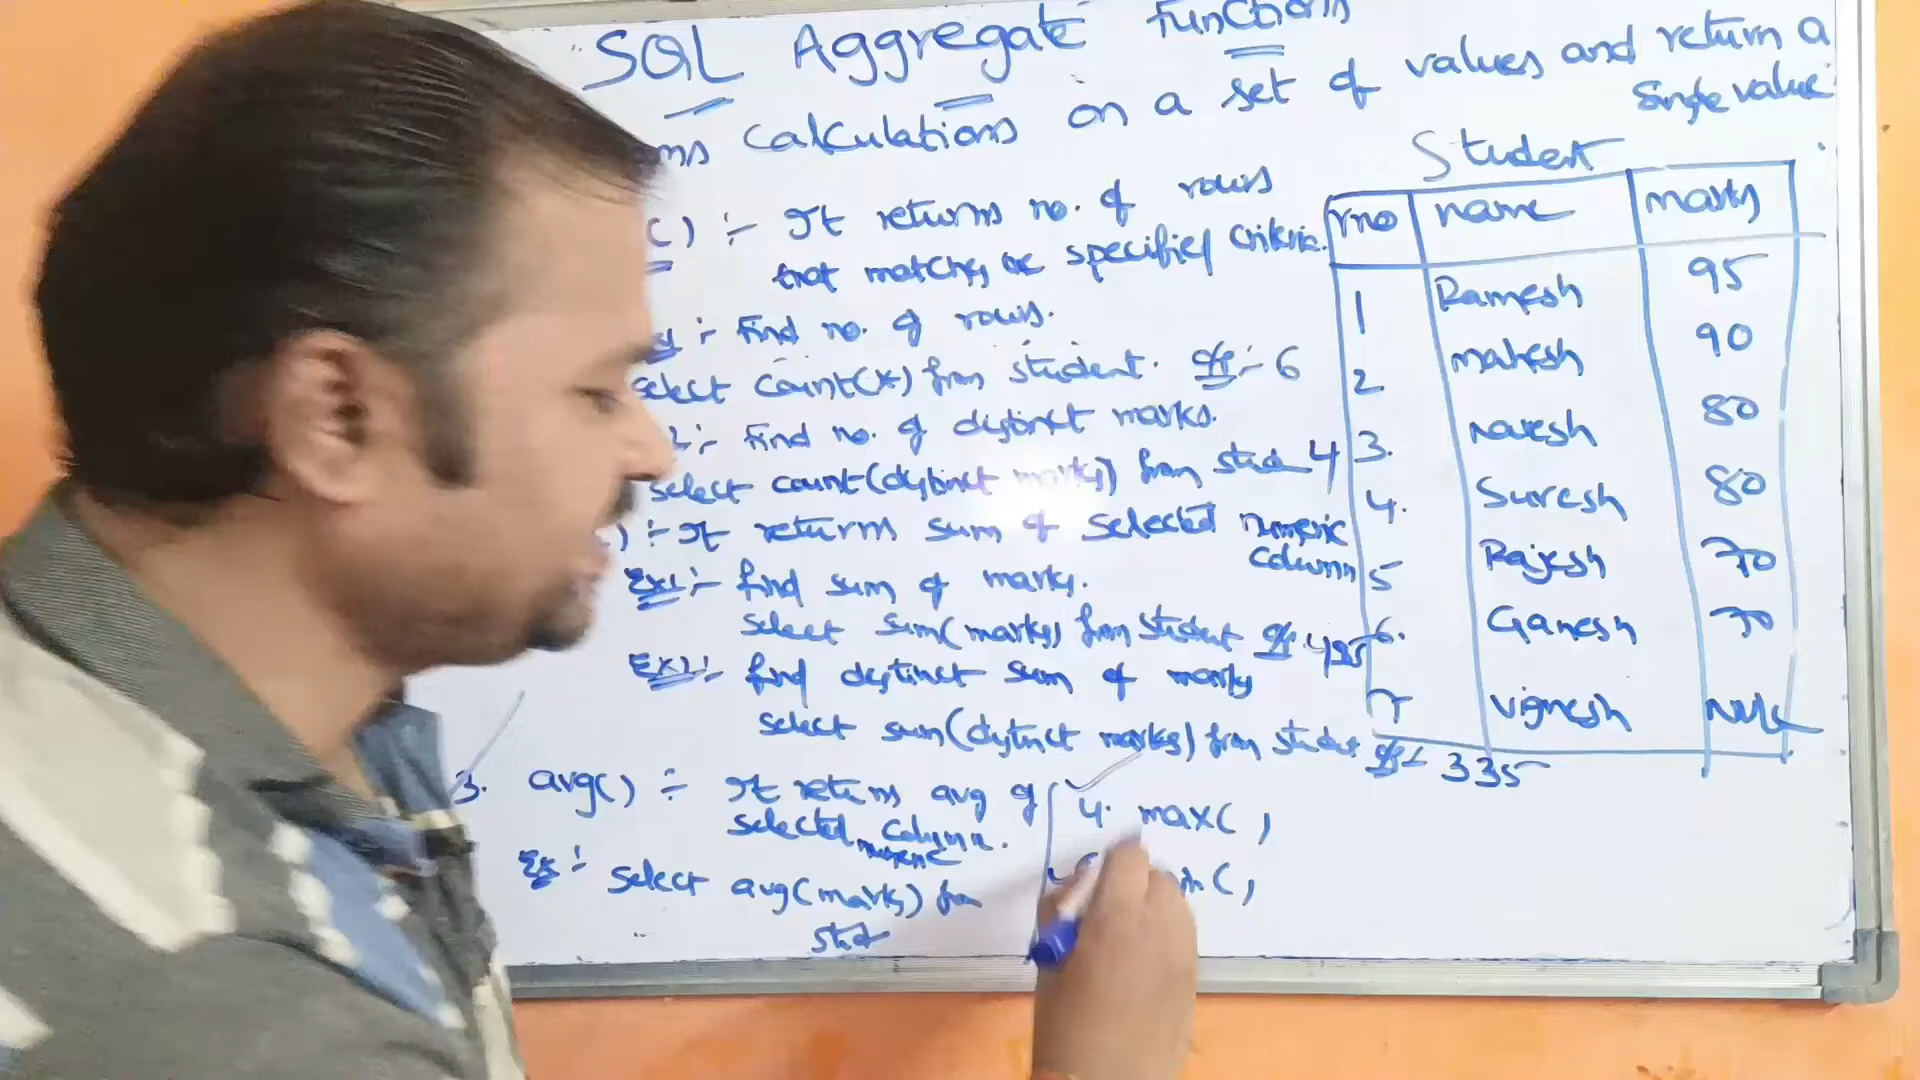 SQL Aggregate Functions
ms calculations on a set of values and return a
single value
() :- It returns no. of rows
that matches specified criteria.
:- Find no. of rows.
select count(*) from student. o/p :- 6
:- Find no. of distinct marks.
select count(distinct marks) from stude 4
) :- It returns sum of selected numeric
column
Ex1 :- find sum of marks.
select sum(marks) from student o/p. 485
Ex2 :- find distinct sum of marks
select sum(distinct marks) from student o/p :- 335
3. avg() :- It returns avg of
selected numeric column.
Ex :- select avg(marks) from
stud
4. max()
in()
Student
rno name marks
1 Ramesh 95
2 mahesh 90
3. naresh 80
4. Suresh 80
5 Rajesh 70
6. Ganesh 70
7 vignesh NULL